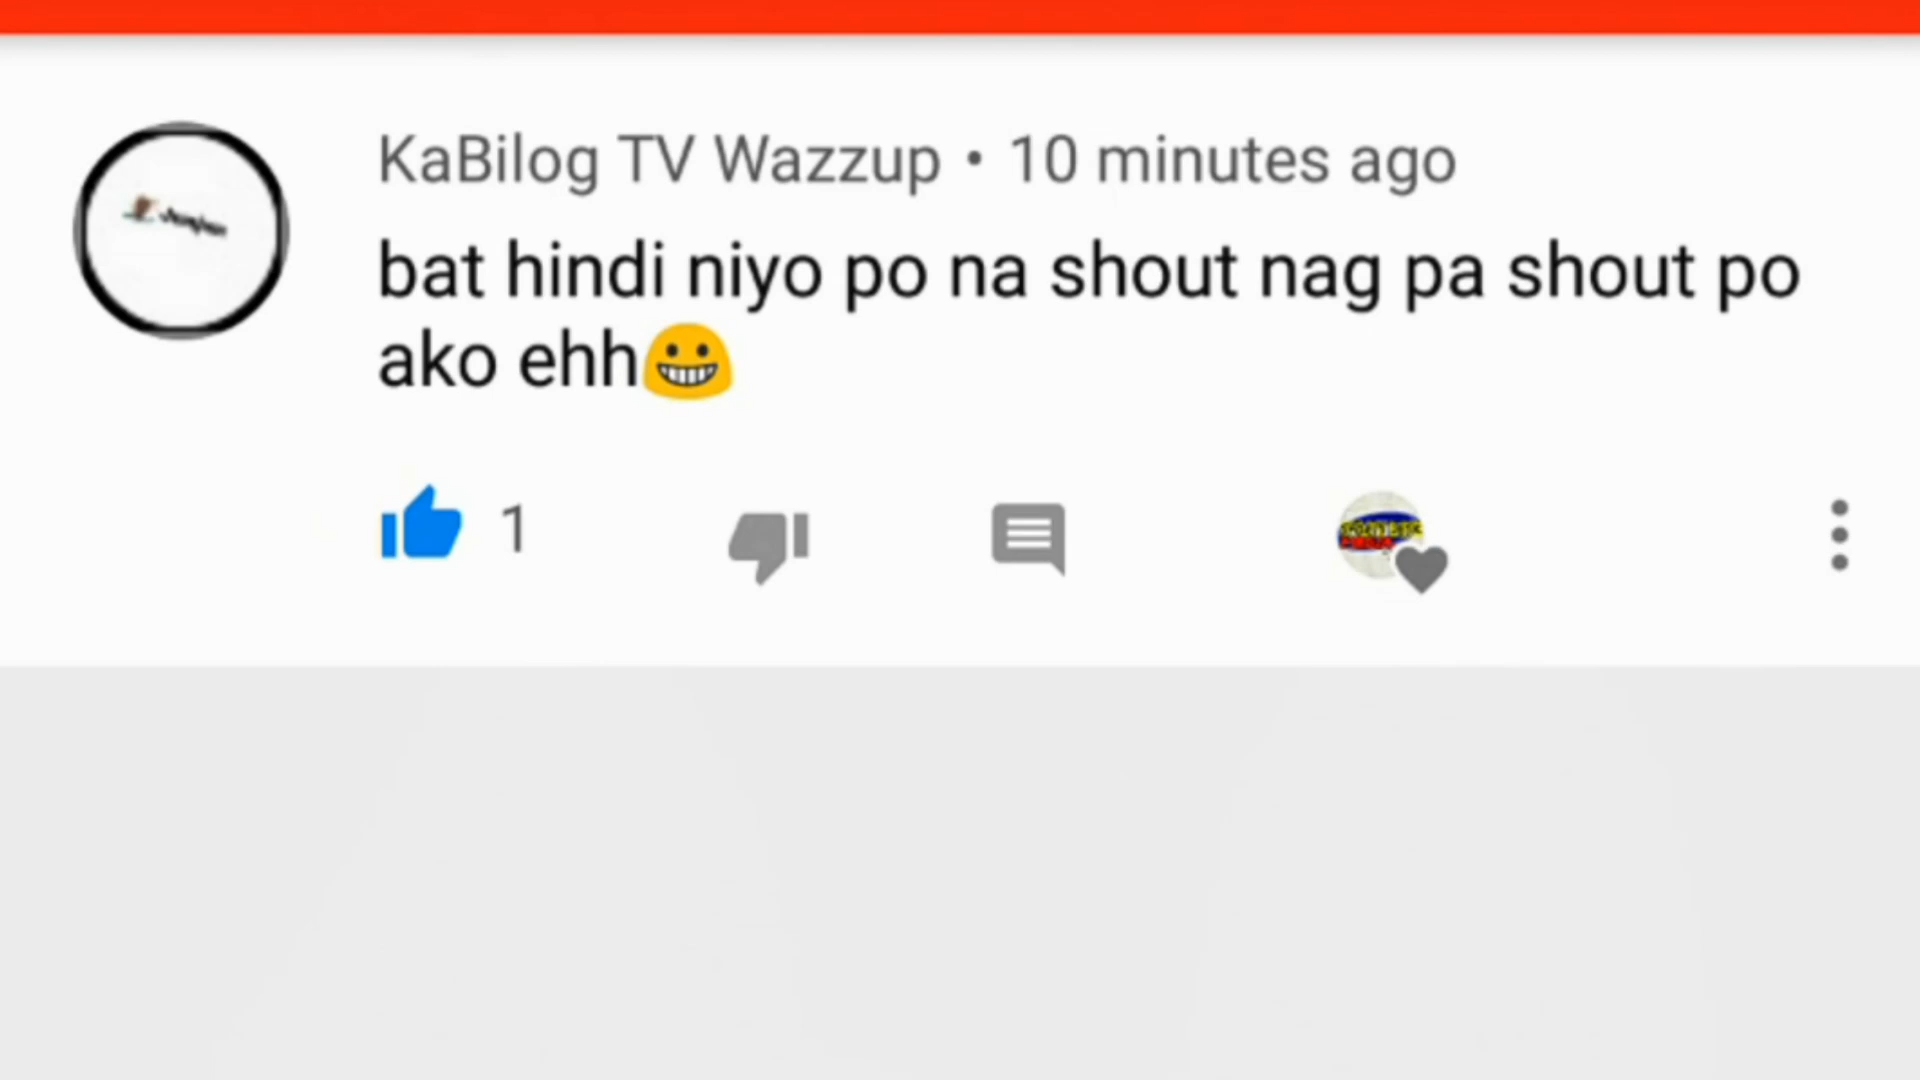 KaBilog TV Wazzup • 10 minutes ago
bat hindi niyo po na shout nag pa shout po
ako ehh😀
1